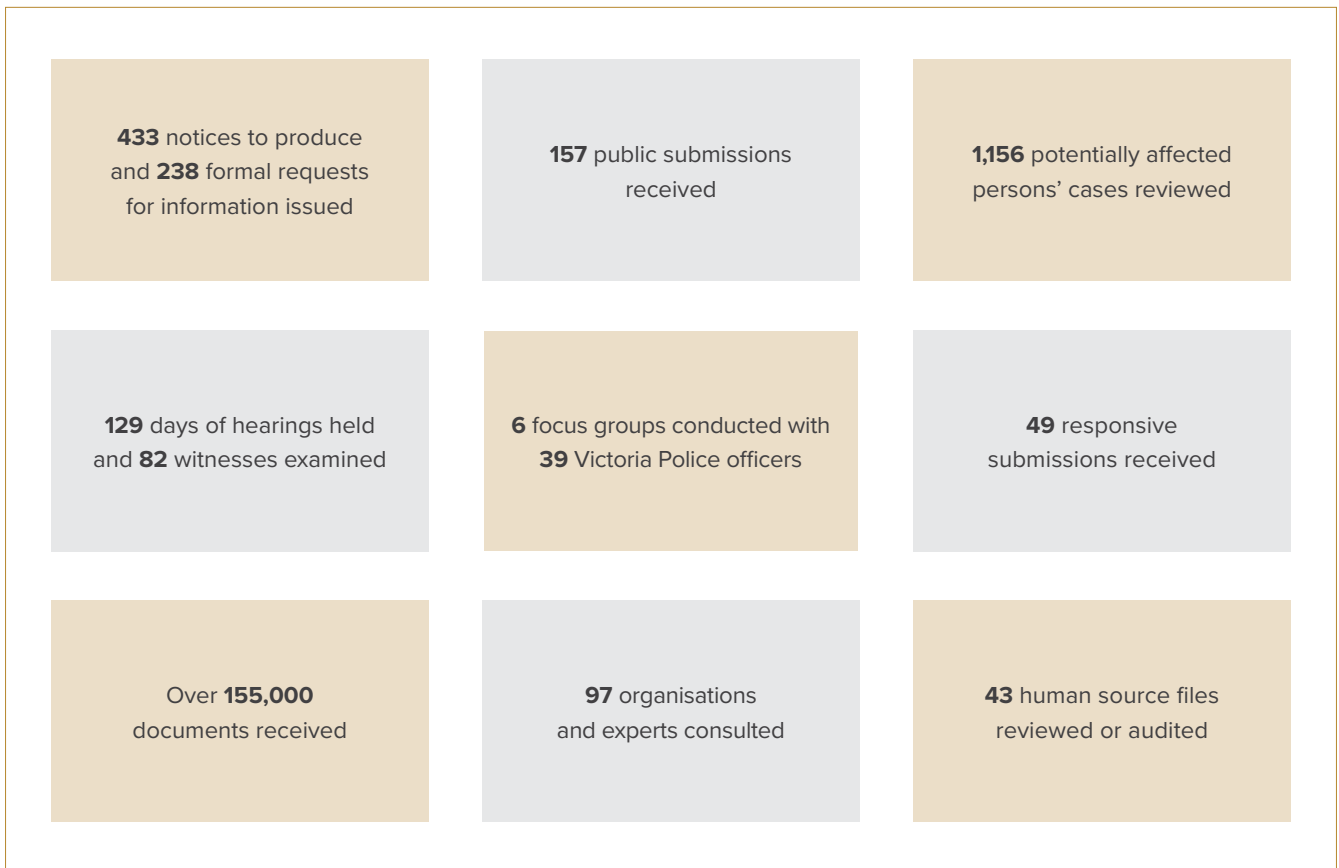 433 notices to produce
and 238 formal requests
for information issued
157 public submissions
received
1,156 potentially affected
persons’ cases reviewed
129 days of hearings held
and 82 witnesses examined
6 focus groups conducted with
39 Victoria Police officers
49 responsive
submissions received
Over 155,000
documents received
97 organisations
and experts consulted
43 human source files
reviewed or audited